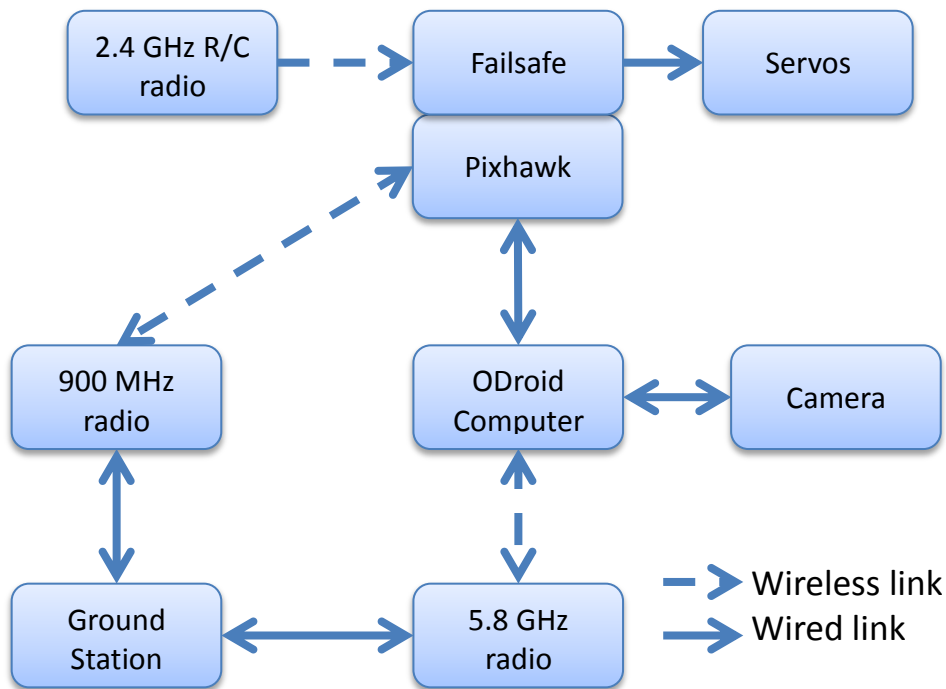 2.4 GHz R/C
radio
Failsafe
Servos
Pixhawk
900 MHz
radio
ODroid
Computer
Camera
Ground
Station
5.8 GHz
radio
Wireless link
Wired link